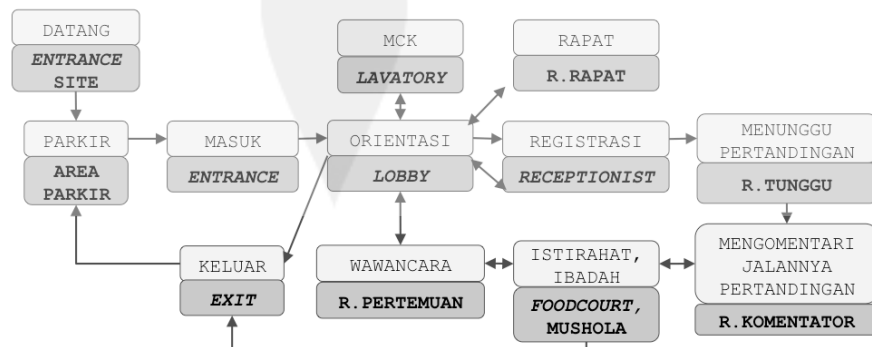 DATANG
ENTRANCE
SITE
MCK
LAVATORY
RAPAT
R.RAPAT
PARKIR
AREA
PARKIR
MASUK
ENTRANCE
ORIENTASI
LOBBY
REGISTRASI
RECEPTIONIST
MENUNGGU
PERTANDINGAN
R.TUNGGU
KELUAR
EXIT
WAWANCARA
R.PERTEMUAN
ISTIRAHAT,
IBADAH
FOODCOURT,
MUSHOLA
MENGOMENTARI
JALANNYA
PERTANDINGAN
R.KOMENTATOR